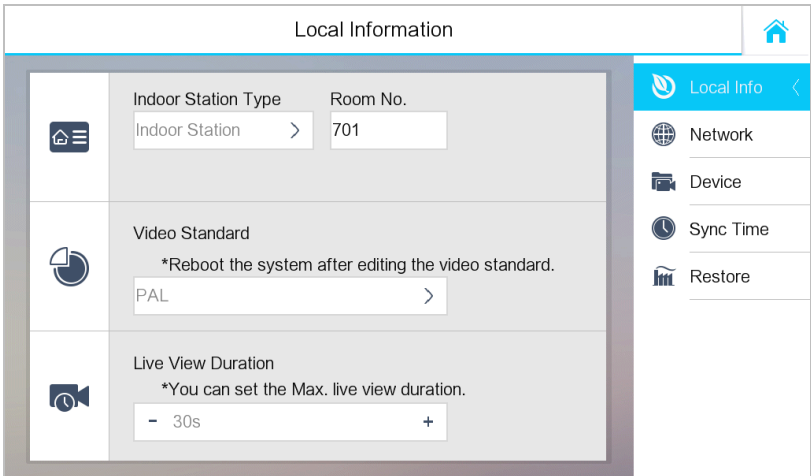 Local Information
Indoor Station Type
Room No.
Indoor Station >
701
Video Standard
*Reboot the system after editing the video standard.
PAL >
Live View Duration
*You can set the Max. live view duration.
- 30s +
Local Info <
Network
Device
Sync Time
Restore